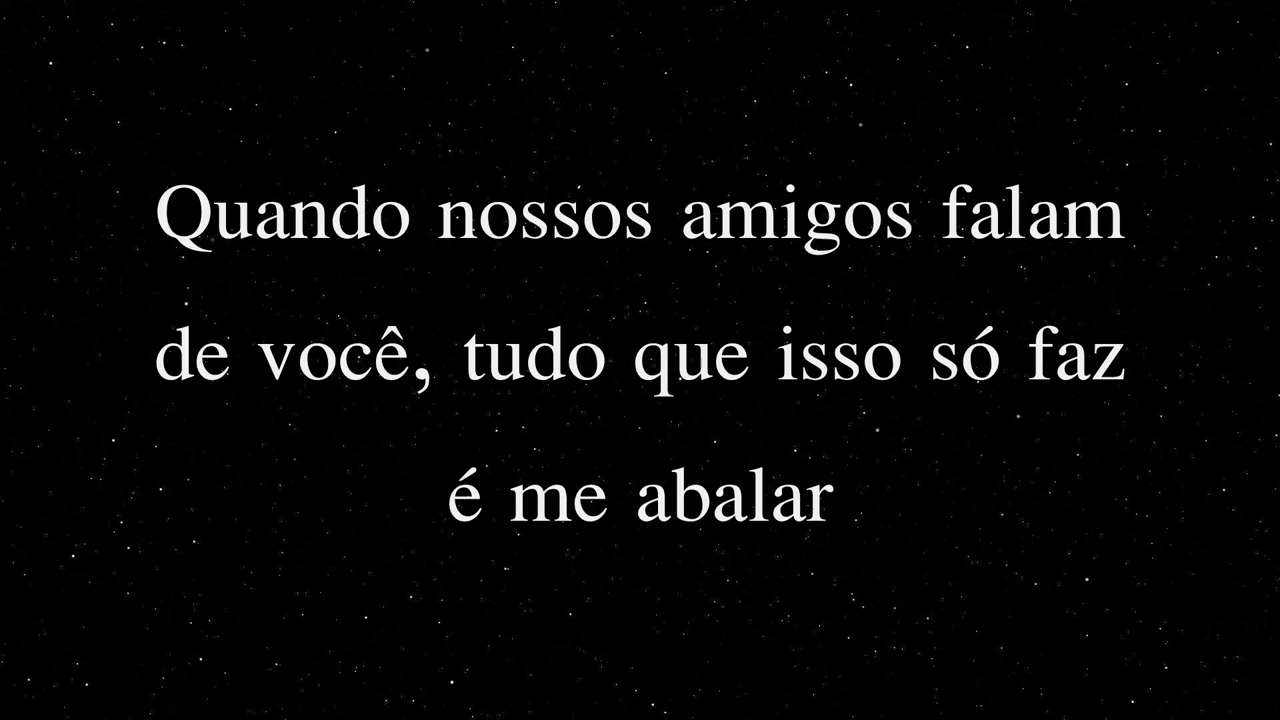 Quando nossos amigos falam
de você, tudo que isso só faz
é me abalar